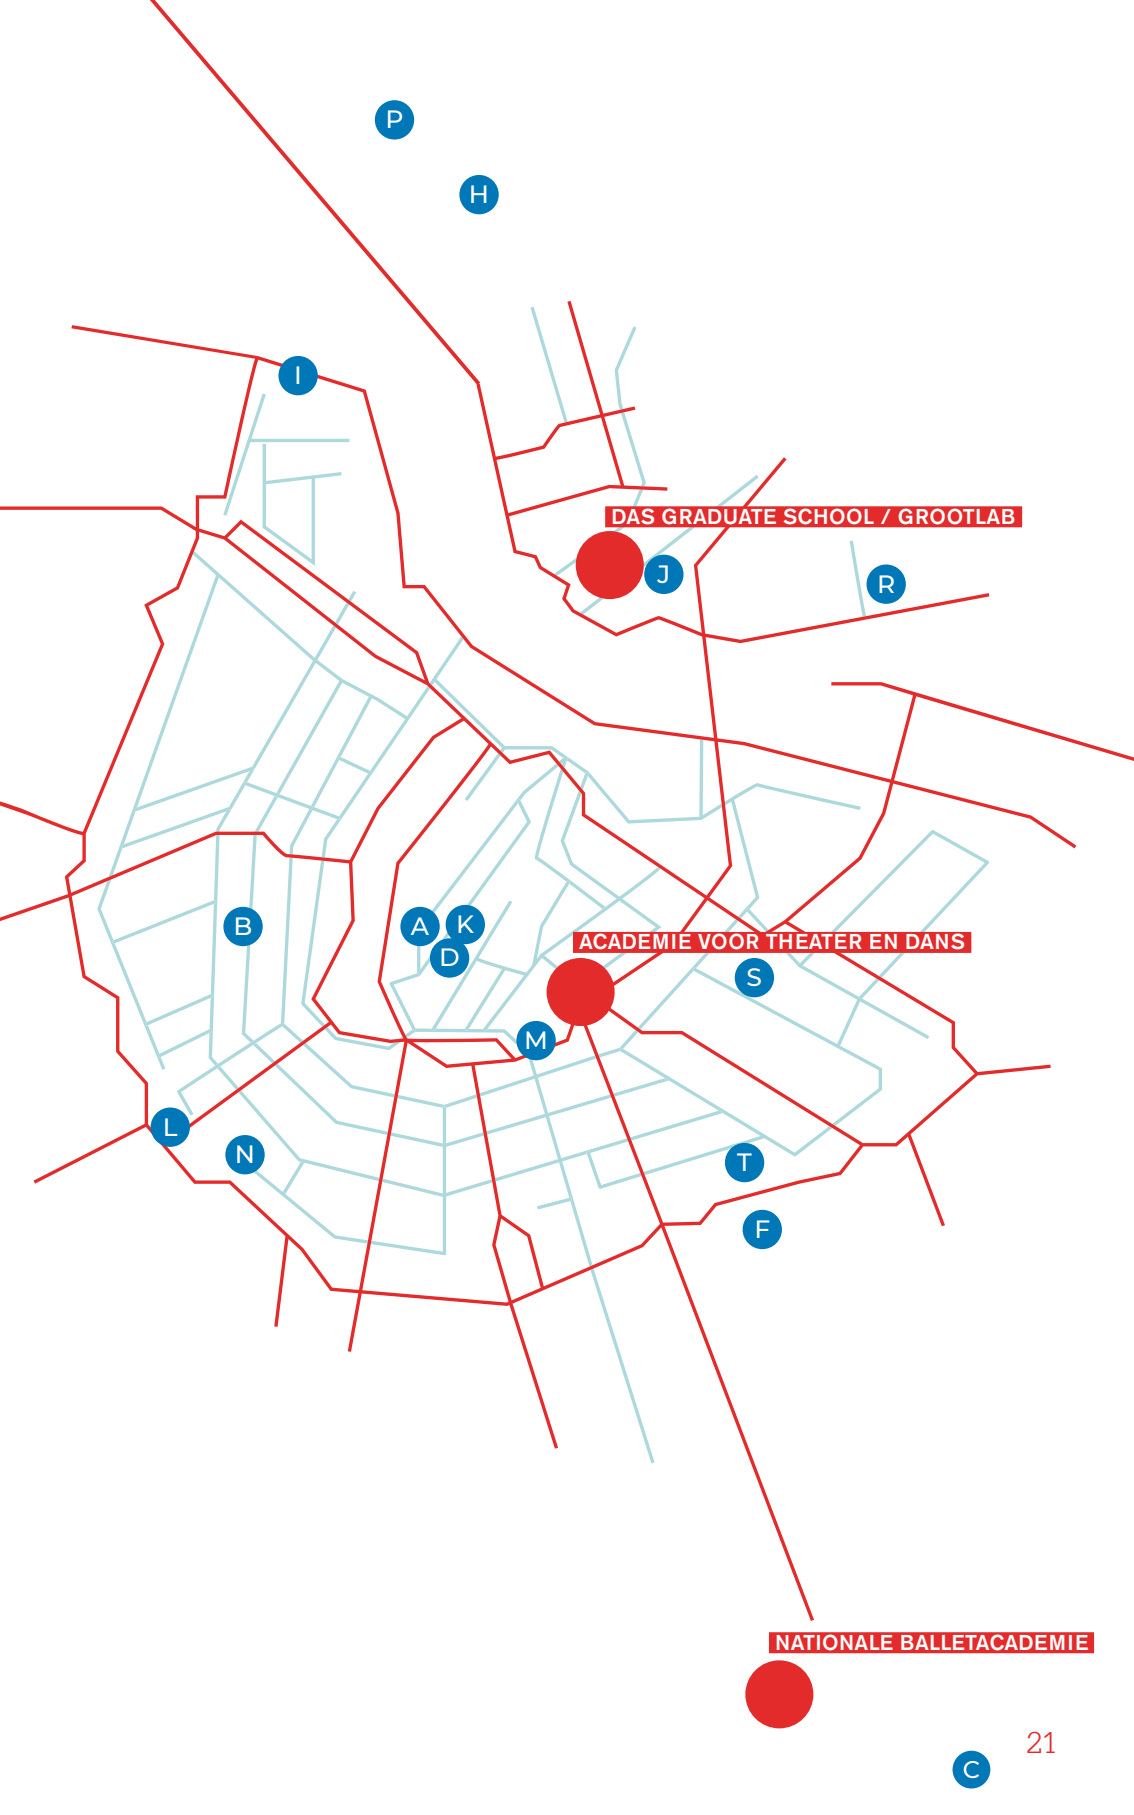 P
H
I
DAS GRADUATE SCHOOL / GROOTLAB
J
R
A
K
B
ACADEMIE VOOR THEATER EN DANS
D
S
M
L
N
T
F
NATIONALE BALLETACADEMIE
21
C